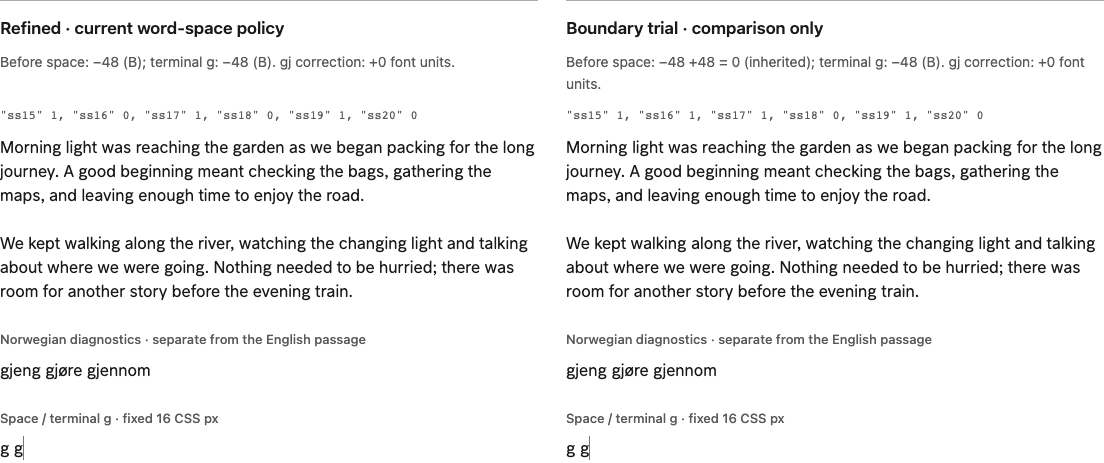 Refined · current word-space policy
Before space: −48 (B); terminal g: −48 (B). gj correction: +0 font units.
"ss15" 1, "ss16" 0, "ss17" 1, "ss18" 0, "ss19" 1, "ss20" 0
Morning light was reaching the garden as we began packing for the long
journey. A good beginning meant checking the bags, gathering the
maps, and leaving enough time to enjoy the road.
We kept walking along the river, watching the changing light and talking
about where we were going. Nothing needed to be hurried; there was
room for another story before the evening train.
Norwegian diagnostics · separate from the English passage
gjeng gjøre gjennom
Space / terminal g · fixed 16 CSS px
g g
Boundary trial · comparison only
Before space: −48 +48 = 0 (inherited); terminal g: −48 (B). gj correction: +0 font
units.
"ss15" 1, "ss16" 1, "ss17" 1, "ss18" 0, "ss19" 1, "ss20" 0
Morning light was reaching the garden as we began packing for the long
journey. A good beginning meant checking the bags, gathering the
maps, and leaving enough time to enjoy the road.
We kept walking along the river, watching the changing light and talking
about where we were going. Nothing needed to be hurried; there was
room for another story before the evening train.
Norwegian diagnostics · separate from the English passage
gjeng gjøre gjennom
Space / terminal g · fixed 16 CSS px
g g